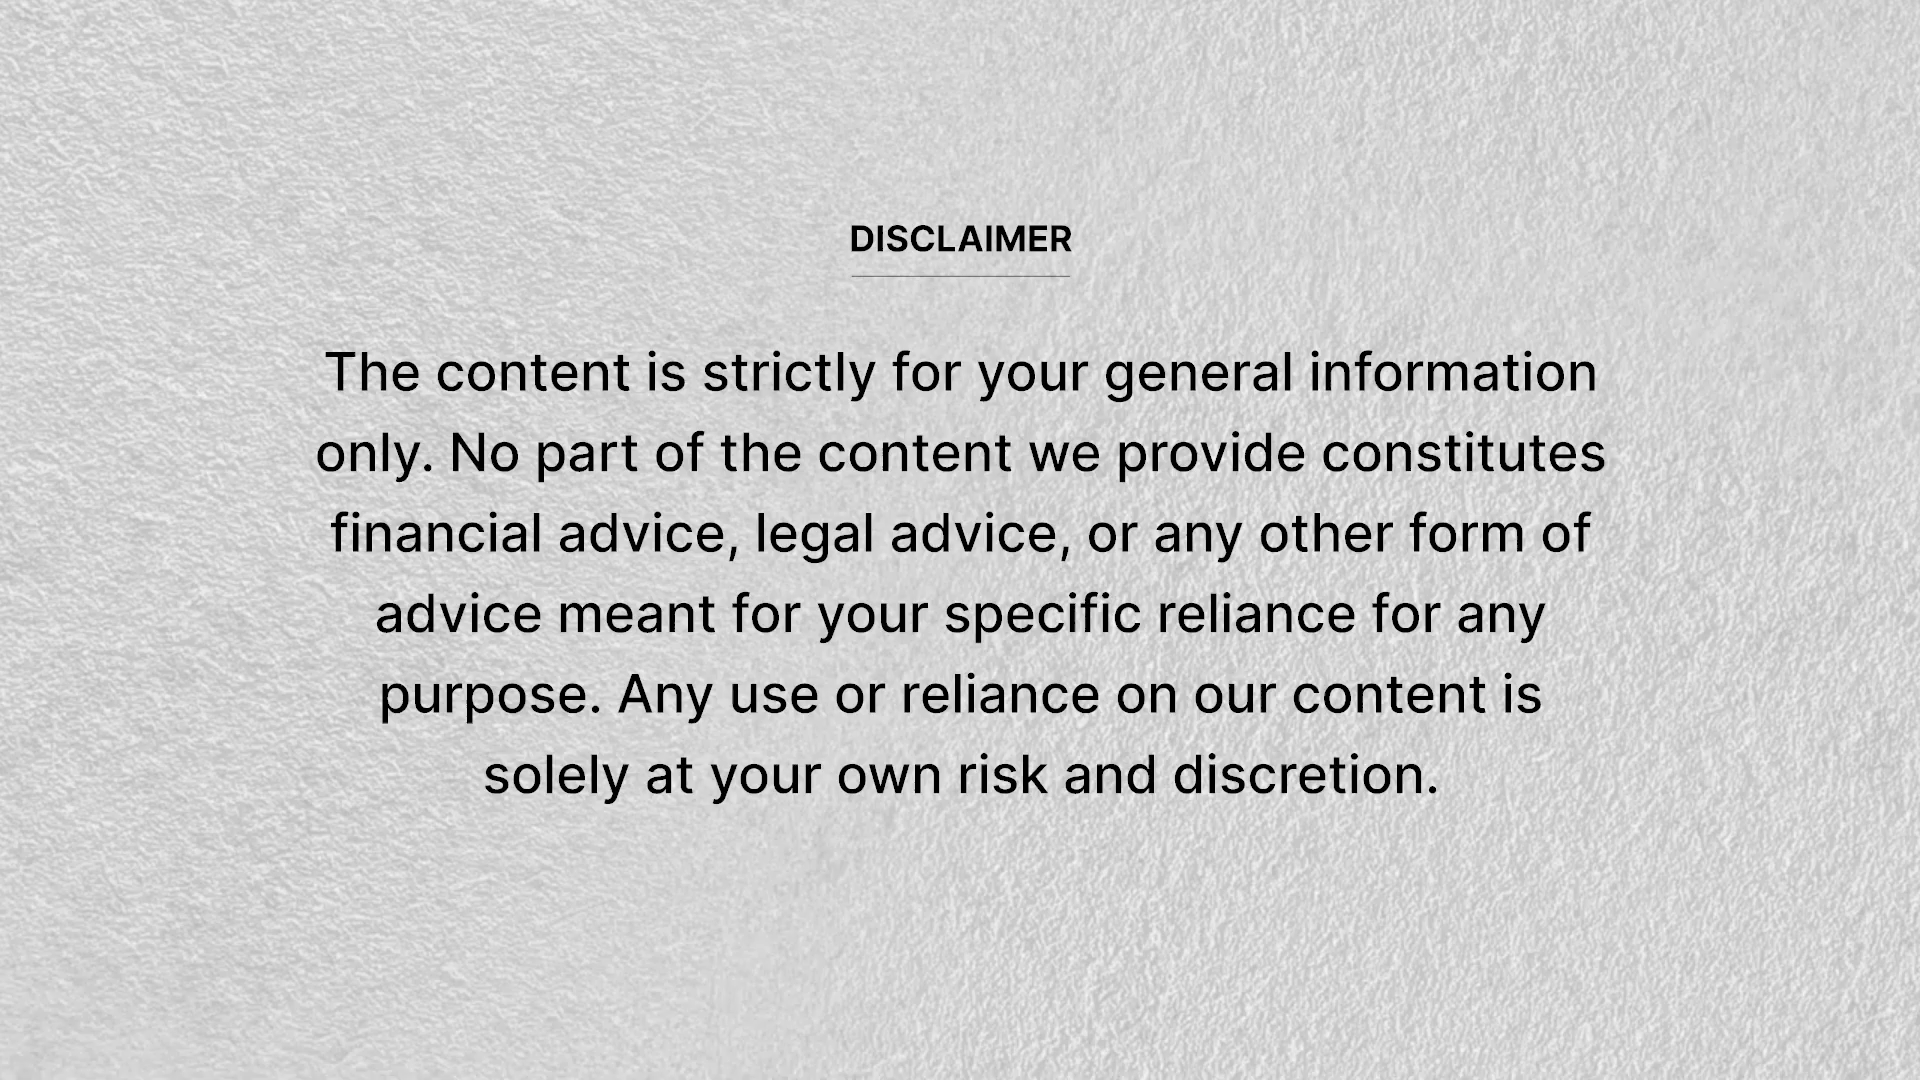 DISCLAIMER
The content is strictly for your general information
only. No part of the content we provide constitutes
financial advice, legal advice, or any other form of
advice meant for your specific reliance for any
purpose. Any use or reliance on our content is
solely at your own risk and discretion.